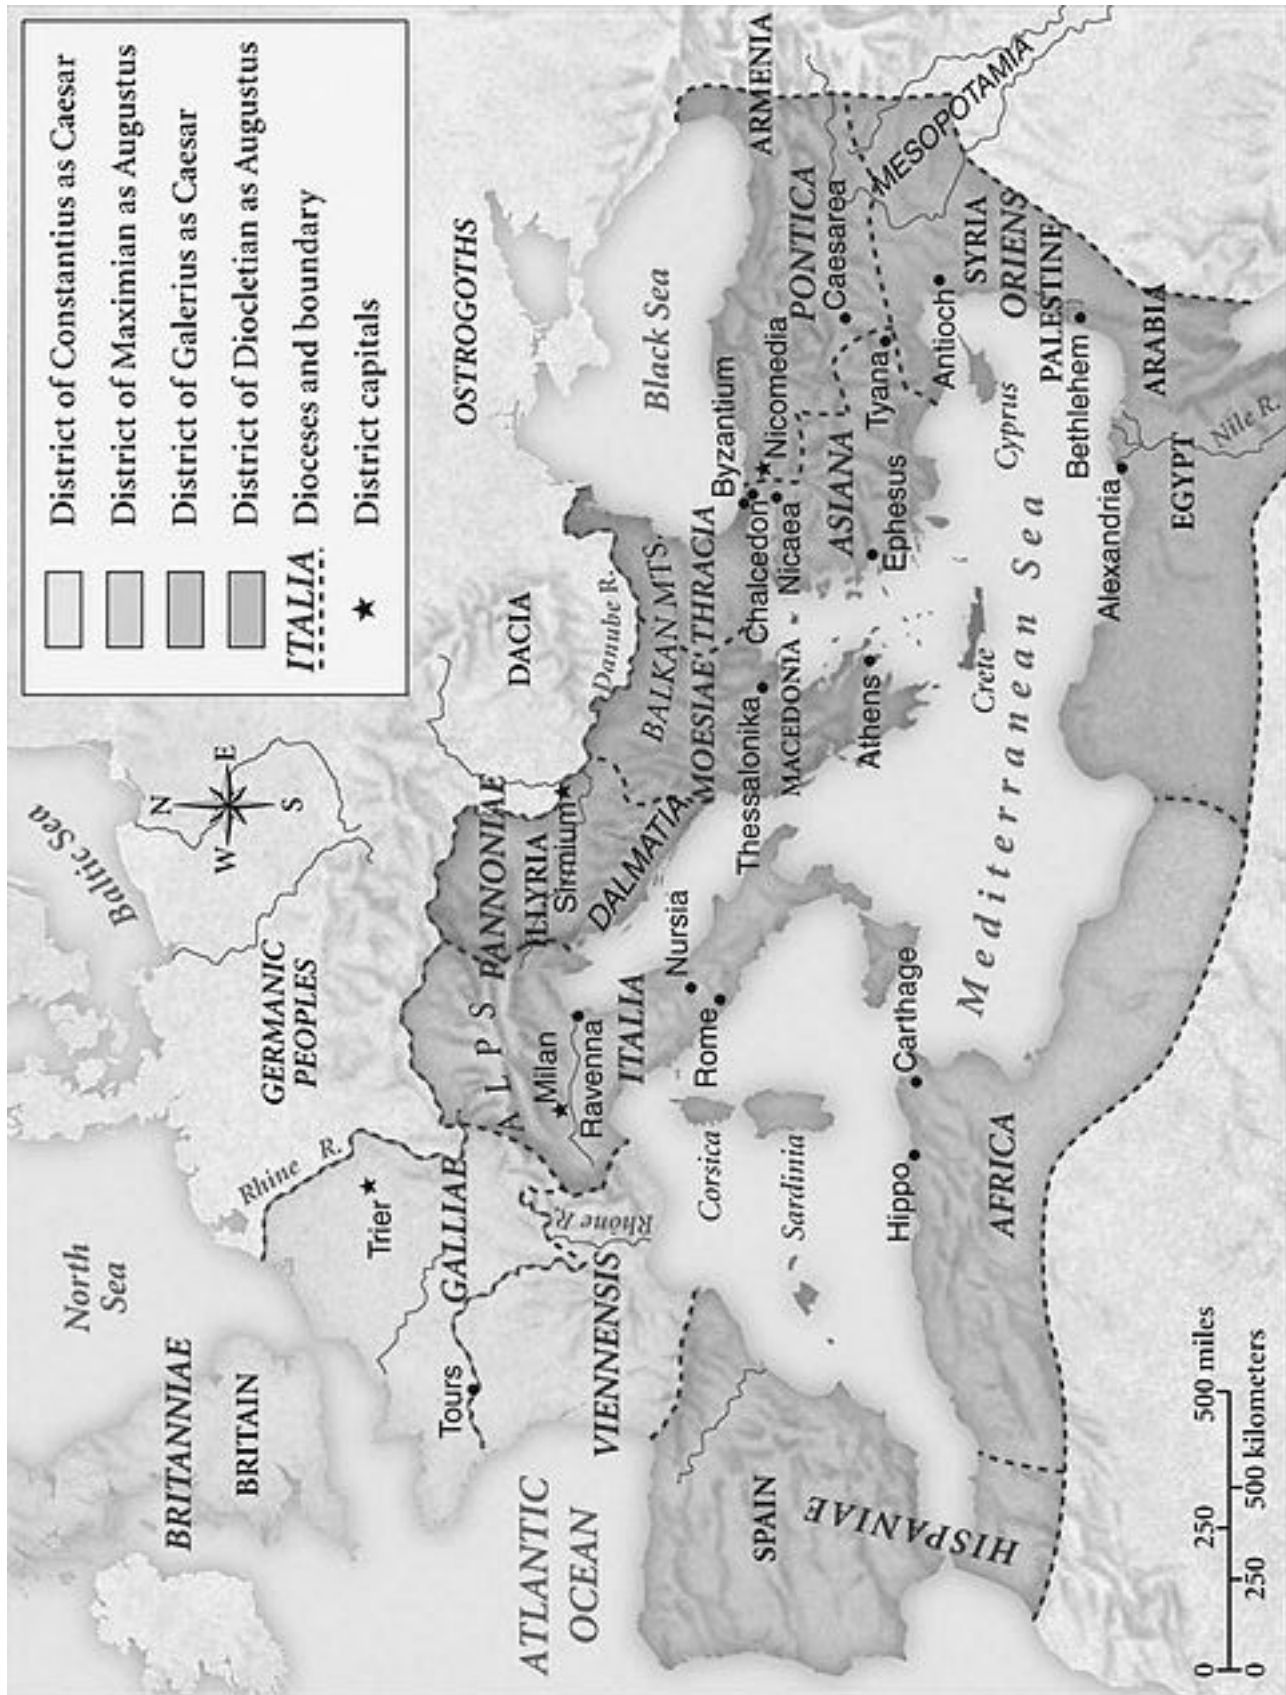 District of Constantius as Caesar
District of Maximian as Augustus
District of Galerius as Caesar
District of Diocletian as Augustus
ITALIA Dioceses and boundary
District capitals
North
Sea
Baltic Sea
N
W
E
S
BRITANNIAE
BRITAIN
Rhine R.
GERMANIC
PEOPLES
OSTROGOTHS
Trier
GALLIAE
Tours
ALPS
PANNONIAE
ILLYRIA
Sirmium
DACIA
Danube R.
Black Sea
ARMENIA
ATLANTIC
OCEAN
VIENNENSIS
Rhône R.
Milan
Ravenna
ITALIA
DALMATIA
BALKAN MTS.
MOESIAE
THRACIA
Byzantium
Chalcedon
Nicomedia
Nicaea
PONTICA
Caesarea
MESOPOTAMIA
Corsica
Rome
Nursia
Thessalonika
MACEDONIA
ASIANA
Tyana
Ephesus
Athens
Antioch
SYRIA
ORIENS
SPAIN
HISPANIAE
Sardinia
Hippo
Carthage
Mediterranean Sea
Crete
Cyprus
PALESTINE
Bethlehem
AFRICA
Alexandria
EGYPT
ARABIA
Nile R.
0 250 500 miles
0 250 500 kilometers